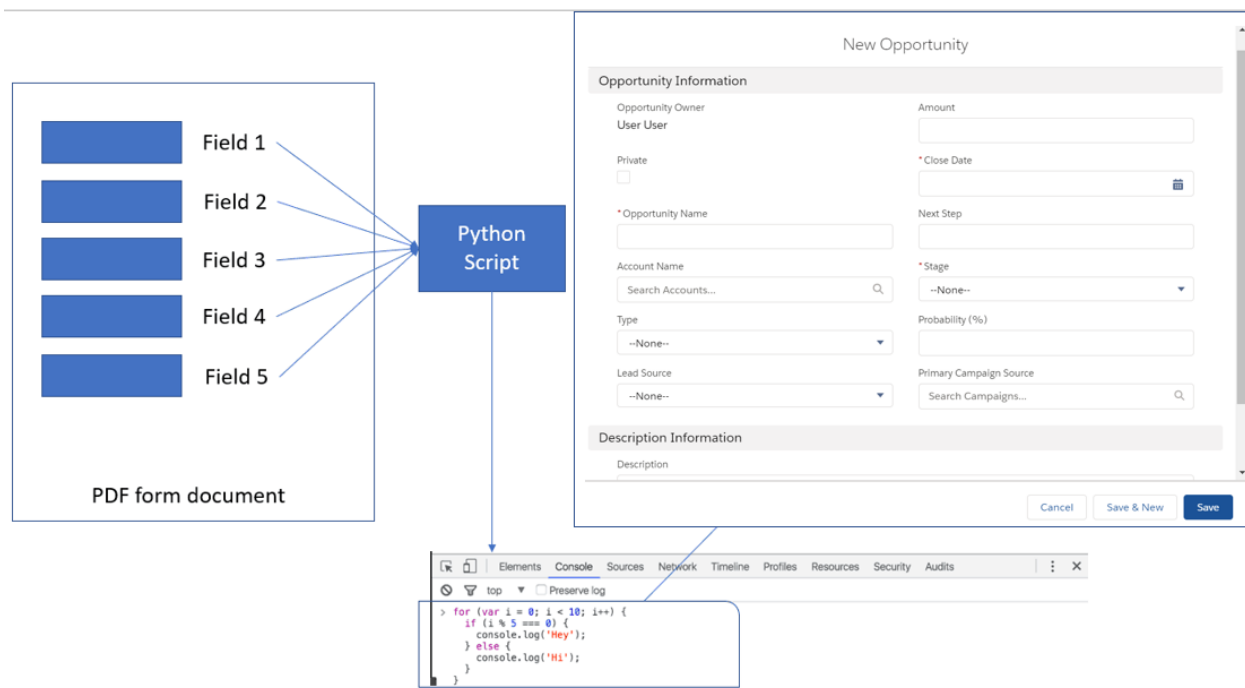 Field 1
Field 2
Field 3
Field 4
Field 5
PDF form document
Python
Script
New Opportunity
Opportunity Information
Opportunity Owner
User User
Amount
Private
*Close Date
*Opportunity Name
Next Step
Account Name
Search Accounts...
*Stage
--None--
Type
--None--
Probability (%)
Lead Source
--None--
Primary Campaign Source
Search Campaigns...
Description Information
Description
Cancel Save & New Save
Elements Console Sources Network Timeline Profiles Resources Security Audits
top Preserve log
> for (var i = 0; i < 10; i++) {
if (i % 5 === 0) {
console.log('Hey');
} else {
console.log('Hi');
}
}